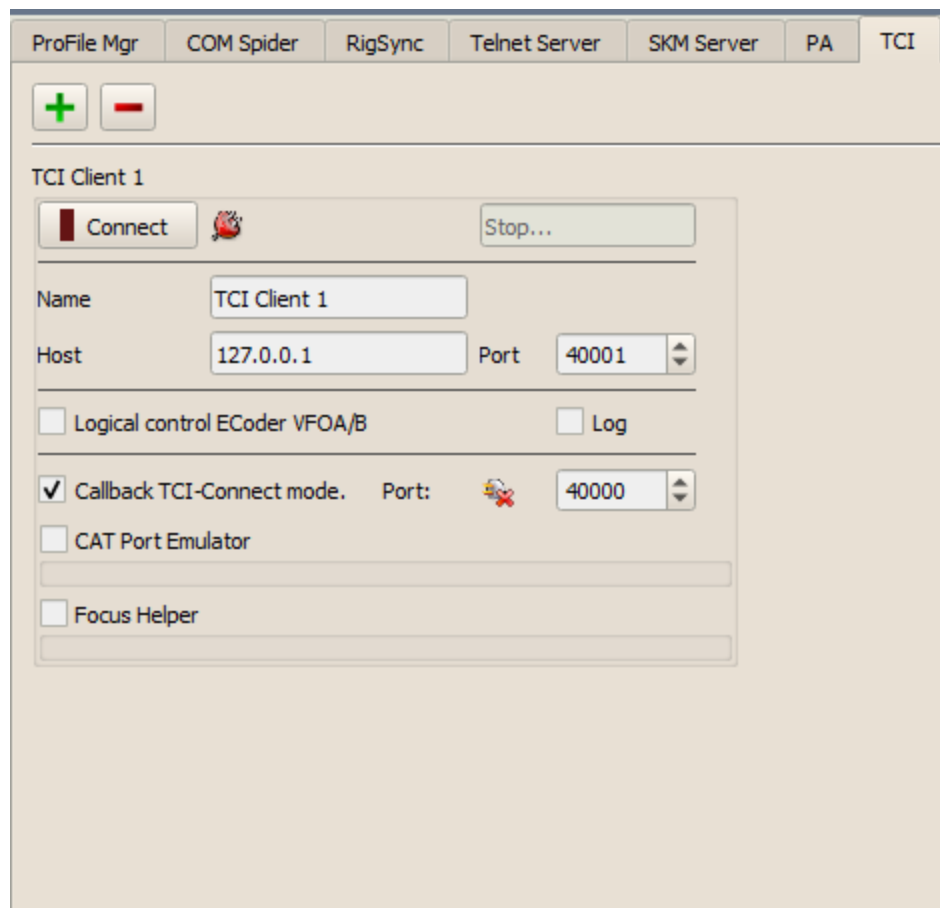 ProFile Mgr COM Spider RigSync Telnet Server SKM Server PA TCI
TCI Client 1
Connect Stop...
Name TCI Client 1
Host 127.0.0.1 Port 40001
Logical control ECoder VFOA/B Log
Callback TCI-Connect mode. Port: 40000
CAT Port Emulator
Focus Helper